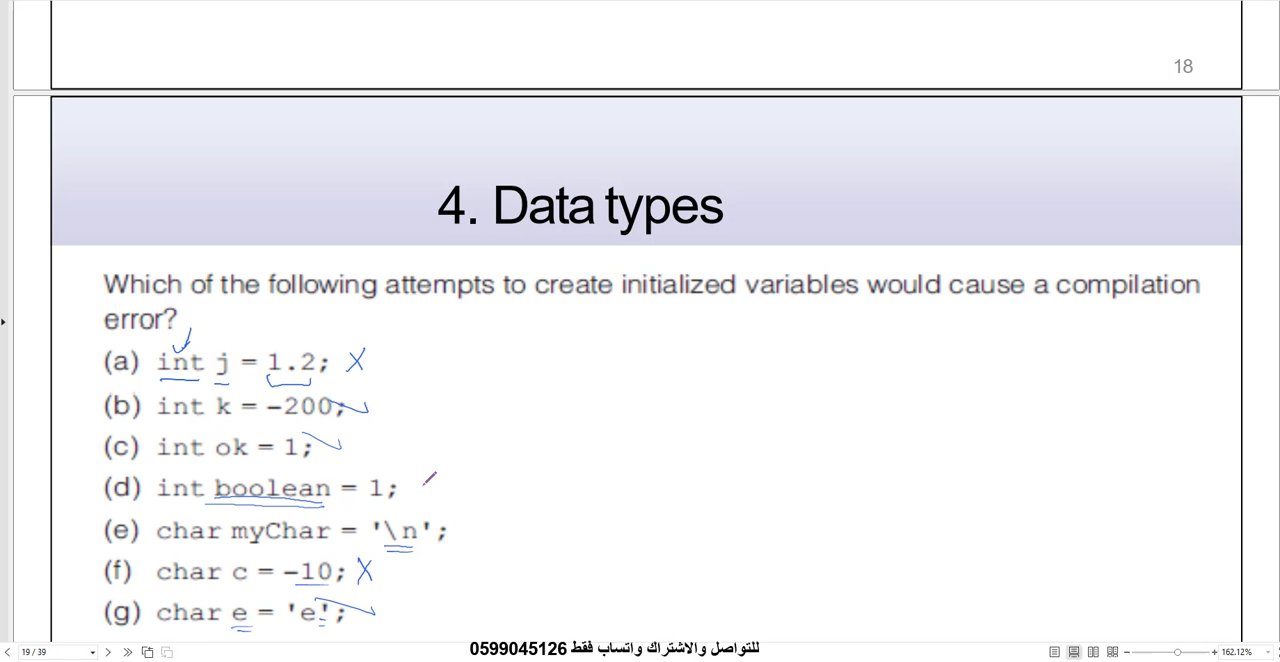 18
4. Data types
Which of the following attempts to create initialized variables would cause a compilation
error?
(a) int j = 1.2; X
(b) int k = -200;
(c) int ok = 1;
(d) int boolean = 1;
(e) char myChar = '\n';
(f) char c = -10; X
(g) char e = 'e';
للتواصل والاشتراك واتساب فقط 0599045126
19 / 39
162.12%